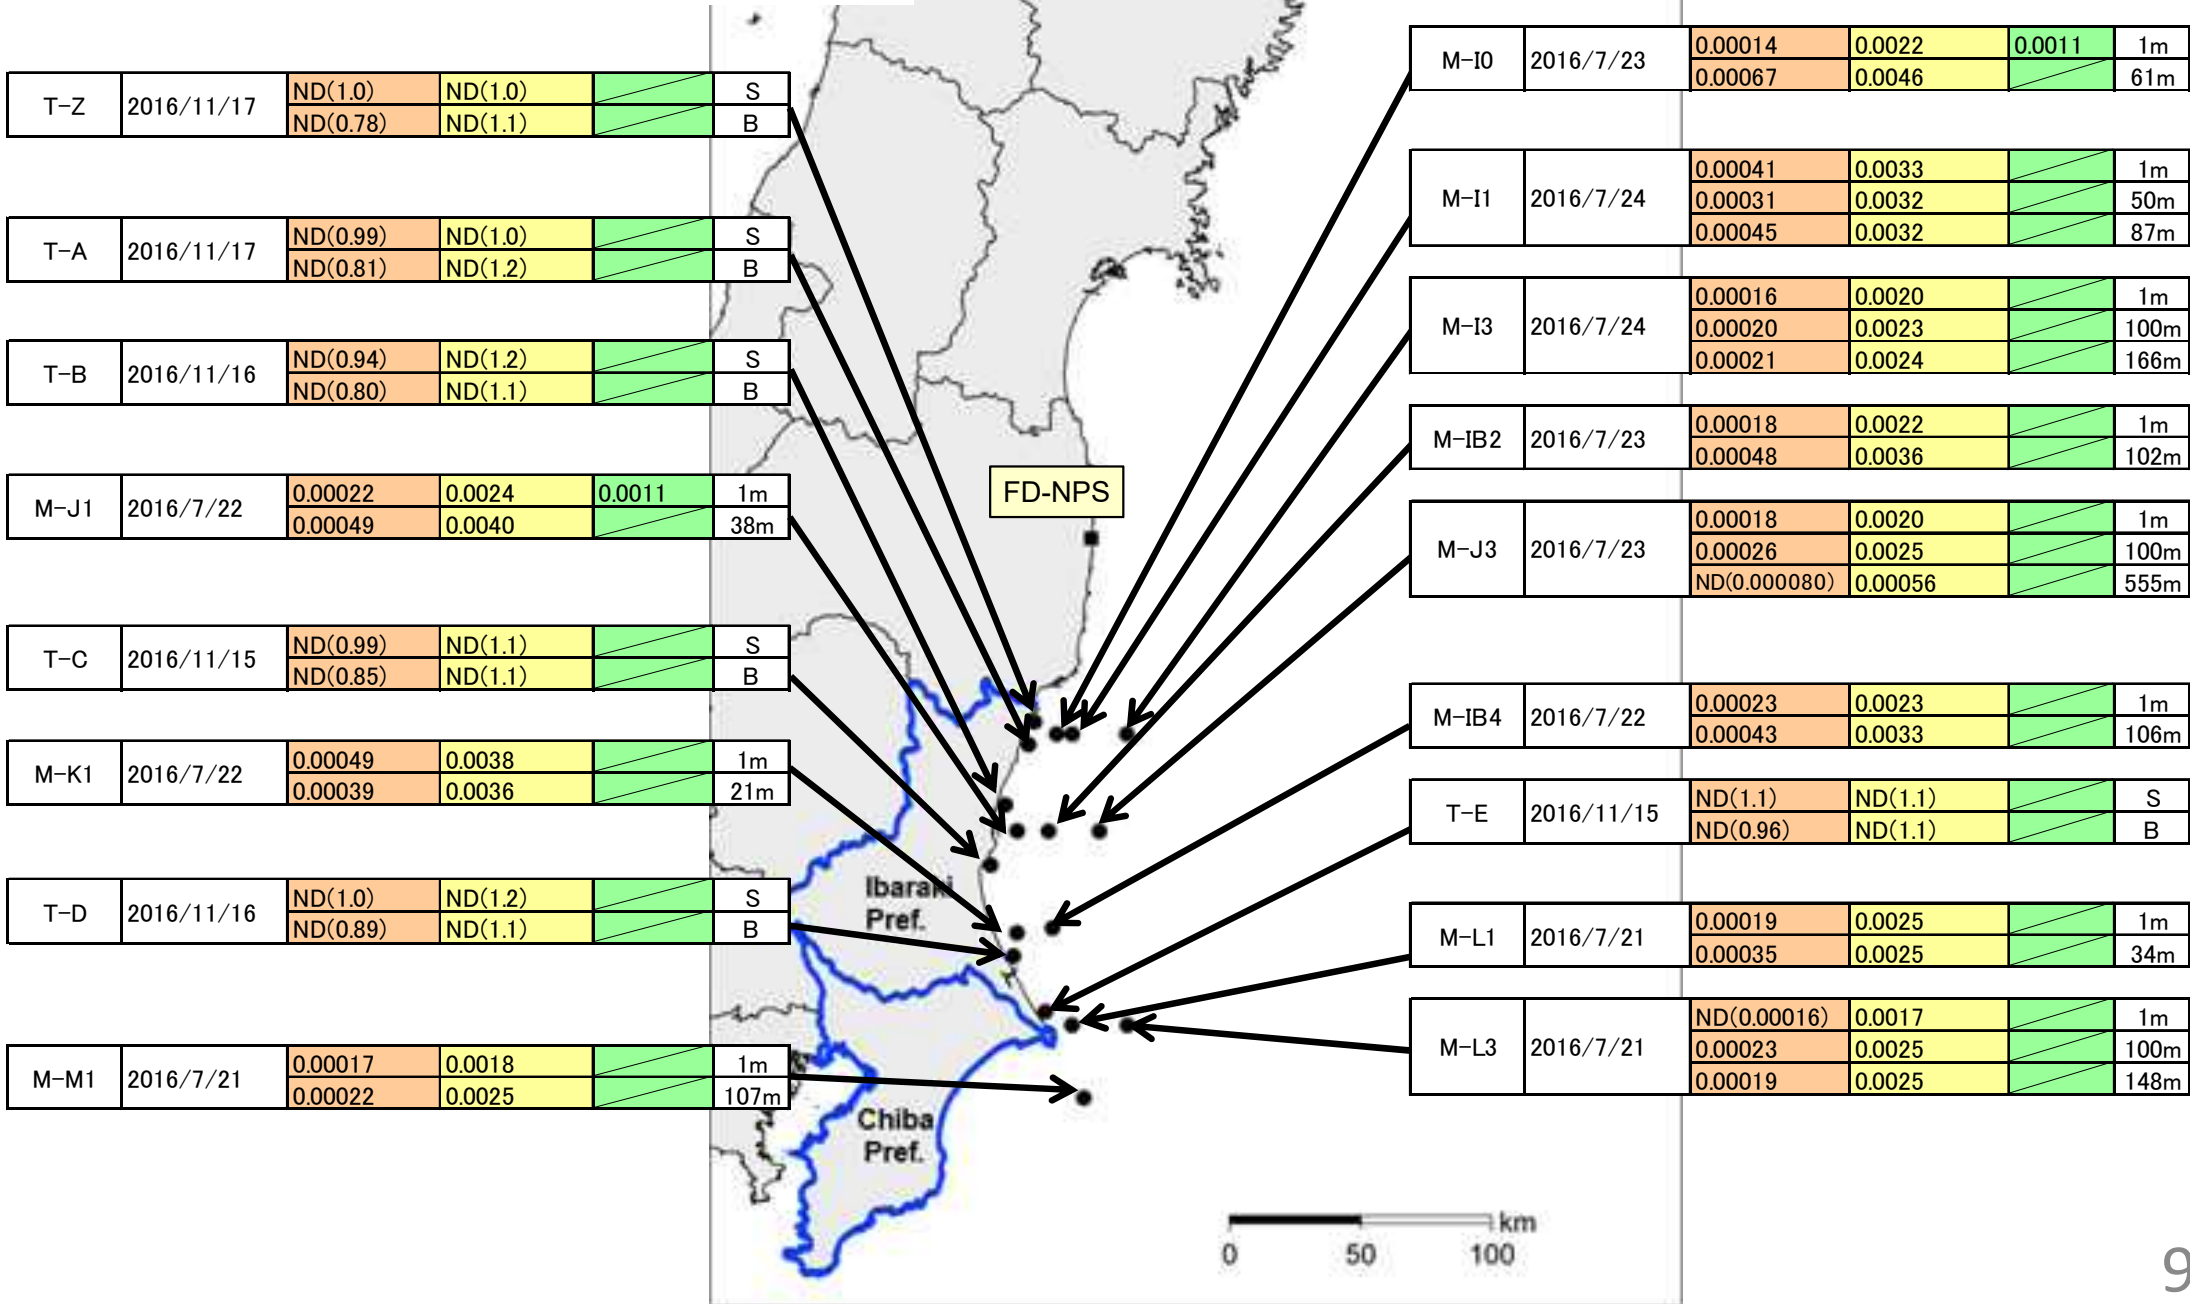 T-Z 2016/11/17 ND(1.0) ND(1.0) S
ND(0.78) ND(1.1) B
T-A 2016/11/17 ND(0.99) ND(1.0) S
ND(0.81) ND(1.2) B
T-B 2016/11/16 ND(0.94) ND(1.2) S
ND(0.80) ND(1.1) B
M-J1 2016/7/22 0.00022 0.0024 0.0011 1m
0.00049 0.0040 38m
T-C 2016/11/15 ND(0.99) ND(1.1) S
ND(0.85) ND(1.1) B
M-K1 2016/7/22 0.00049 0.0038 1m
0.00039 0.0036 21m
T-D 2016/11/16 ND(1.0) ND(1.2) S
ND(0.89) ND(1.1) B
M-M1 2016/7/21 0.00017 0.0018 1m
0.00022 0.0025 107m
FD-NPS
Ibaraki
Pref.
Chiba
Pref.
km
0 50 100
M-I0 2016/7/23 0.00014 0.0022 0.0011 1m
0.00067 0.0046 61m
M-I1 2016/7/24 0.00041 0.0033 1m
0.00031 0.0032 50m
0.00045 0.0032 87m
M-I3 2016/7/24 0.00016 0.0020 1m
0.00020 0.0023 100m
0.00021 0.0024 166m
M-IB2 2016/7/23 0.00018 0.0022 1m
0.00048 0.0036 102m
M-J3 2016/7/23 0.00018 0.0020 1m
0.00026 0.0025 100m
ND(0.000080) 0.00056 555m
M-IB4 2016/7/22 0.00023 0.0023 1m
0.00043 0.0033 106m
T-E 2016/11/15 ND(1.1) ND(1.1) S
ND(0.96) ND(1.1) B
M-L1 2016/7/21 0.00019 0.0025 1m
0.00035 0.0025 34m
M-L3 2016/7/21 ND(0.00016) 0.0017 1m
0.00023 0.0025 100m
0.00019 0.0025 148m
9